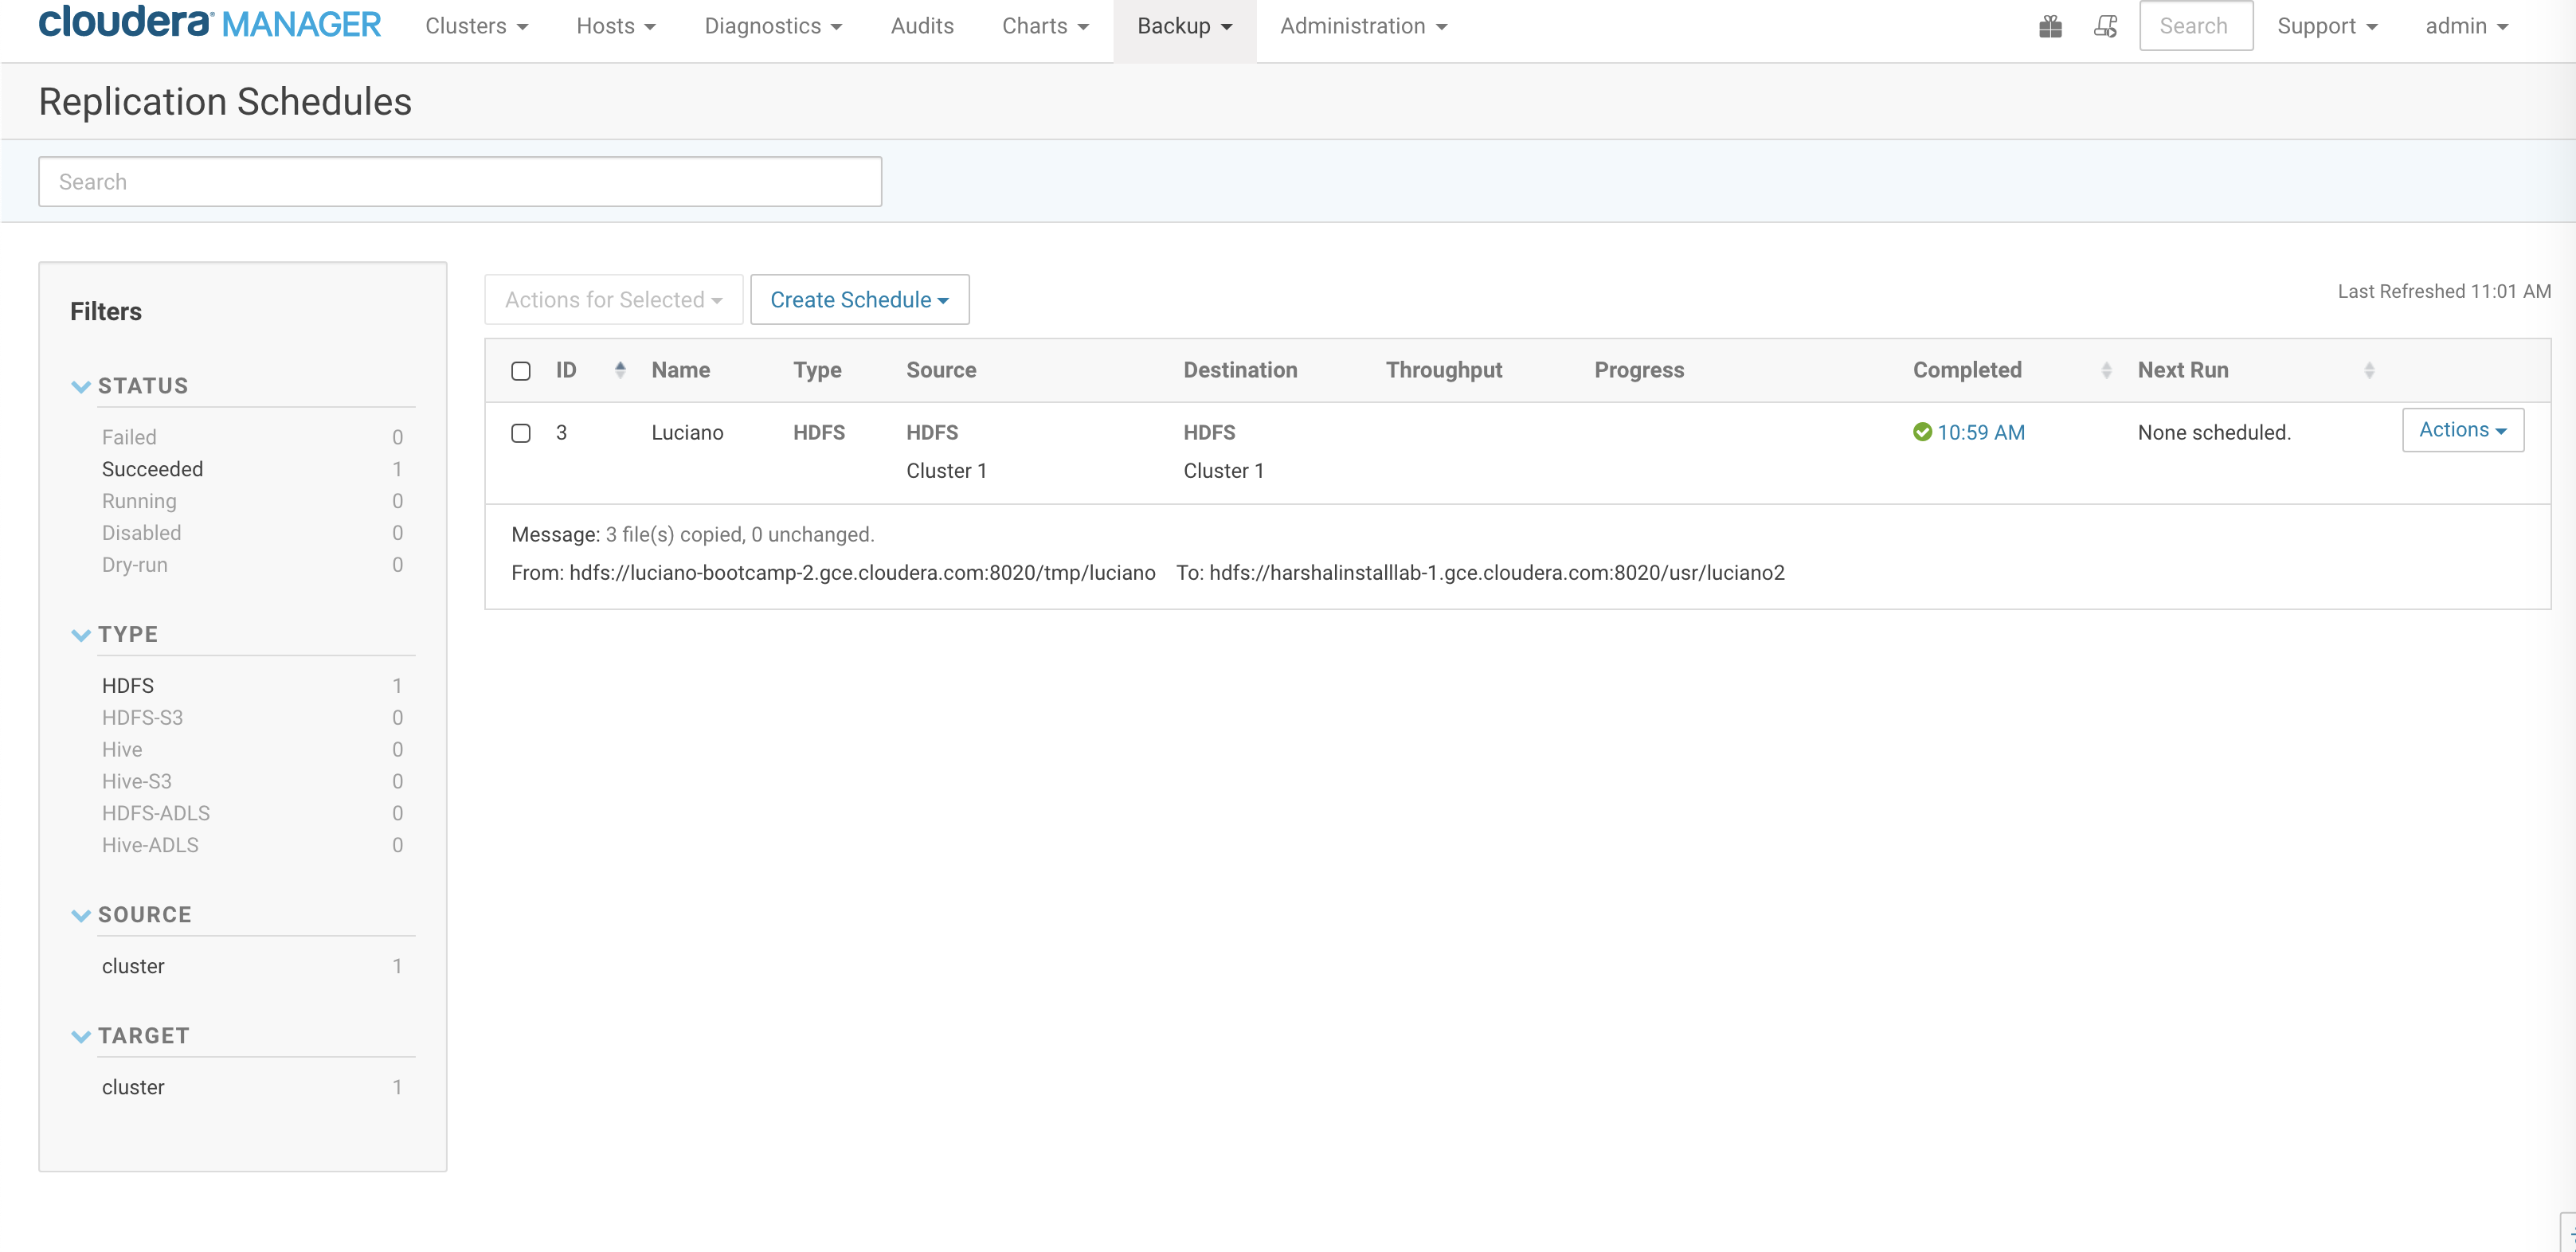 cloudera MANAGER Clusters Hosts Diagnostics Audits Charts Backup Administration Search Support admin
Replication Schedules
Search
Filters
STATUS
Failed 0
Succeeded 1
Running 0
Disabled 0
Dry-run 0
TYPE
HDFS 1
HDFS-S3 0
Hive 0
Hive-S3 0
HDFS-ADLS 0
Hive-ADLS 0
SOURCE
cluster 1
TARGET
cluster 1
Actions for Selected Create Schedule Last Refreshed 11:01 AM
ID Name Type Source Destination Throughput Progress Completed Next Run
3 Luciano HDFS HDFS HDFS 10:59 AM None scheduled. Actions
Cluster 1 Cluster 1
Message: 3 file(s) copied, 0 unchanged.
From: hdfs://luciano-bootcamp-2.gce.cloudera.com:8020/tmp/luciano To: hdfs://harshalinstalllab-1.gce.cloudera.com:8020/usr/luciano2